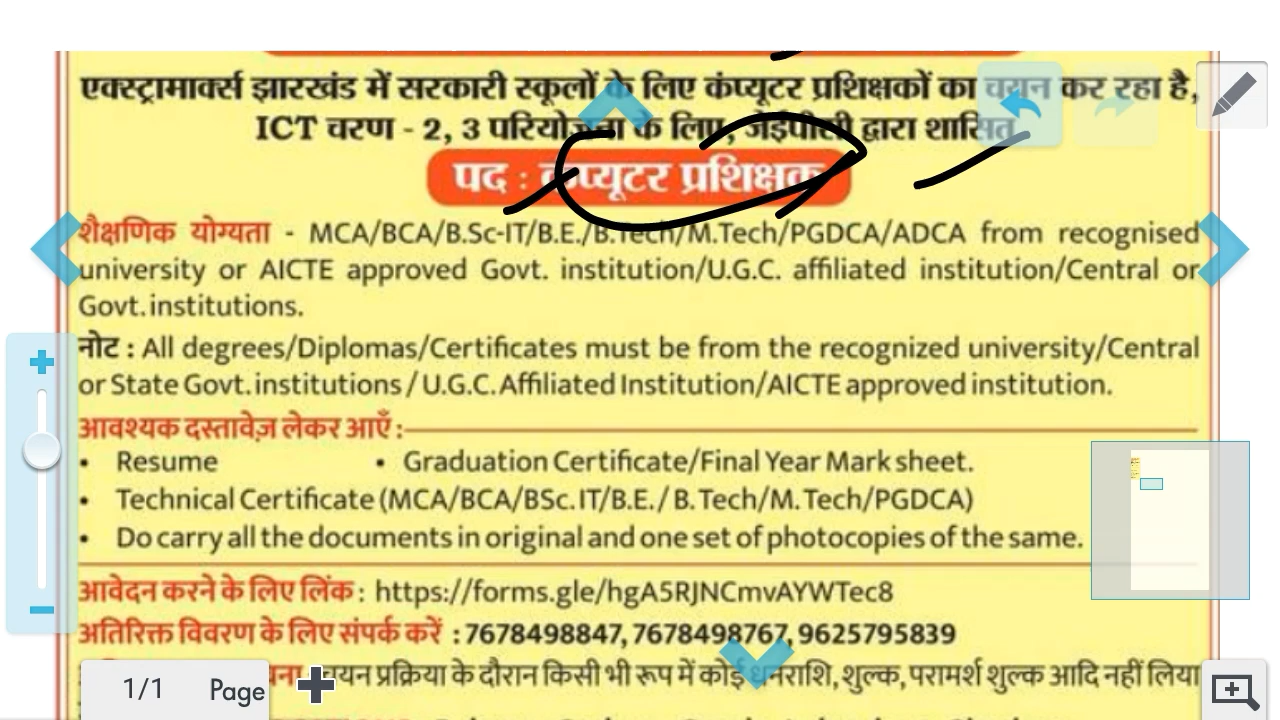 एक्स्ट्रामार्क्स झारखंड में सरकारी स्कूलों के लिए कंप्यूटर प्रशिक्षकों का चयन कर रहा है,
ICT चरण - 2, 3 परियोजना के लिए, जेईपीसी द्वारा शासित
पद : कंप्यूटर प्रशिक्षक
शैक्षणिक योग्यता - MCA/BCA/B.Sc-IT/B.E./B.Tech/M.Tech/PGDCA/ADCA from recognised
university or AICTE approved Govt. institution/U.G.C. affiliated institution/Central or
Govt. institutions.
नोट : All degrees/Diplomas/Certificates must be from the recognized university/Central
or State Govt. institutions / U.G.C. Affiliated Institution/AICTE approved institution.
आवश्यक दस्तावेज़ लेकर आएँ :
• Resume • Graduation Certificate/Final Year Mark sheet.
• Technical Certificate (MCA/BCA/BSc. IT/B.E./ B. Tech/M. Tech/PGDCA)
• Do carry all the documents in original and one set of photocopies of the same.
आवेदन करने के लिए लिंक : https://forms.gle/hgA5RJNCmvAYWTec8
अतिरिक्त विवरण के लिए संपर्क करें : 7678498847, 7678498767, 9625795839
चयन प्रक्रिया के दौरान किसी भी रूप में कोई धनराशि, शुल्क, परामर्श शुल्क आदि नहीं लिया
1/1 Page